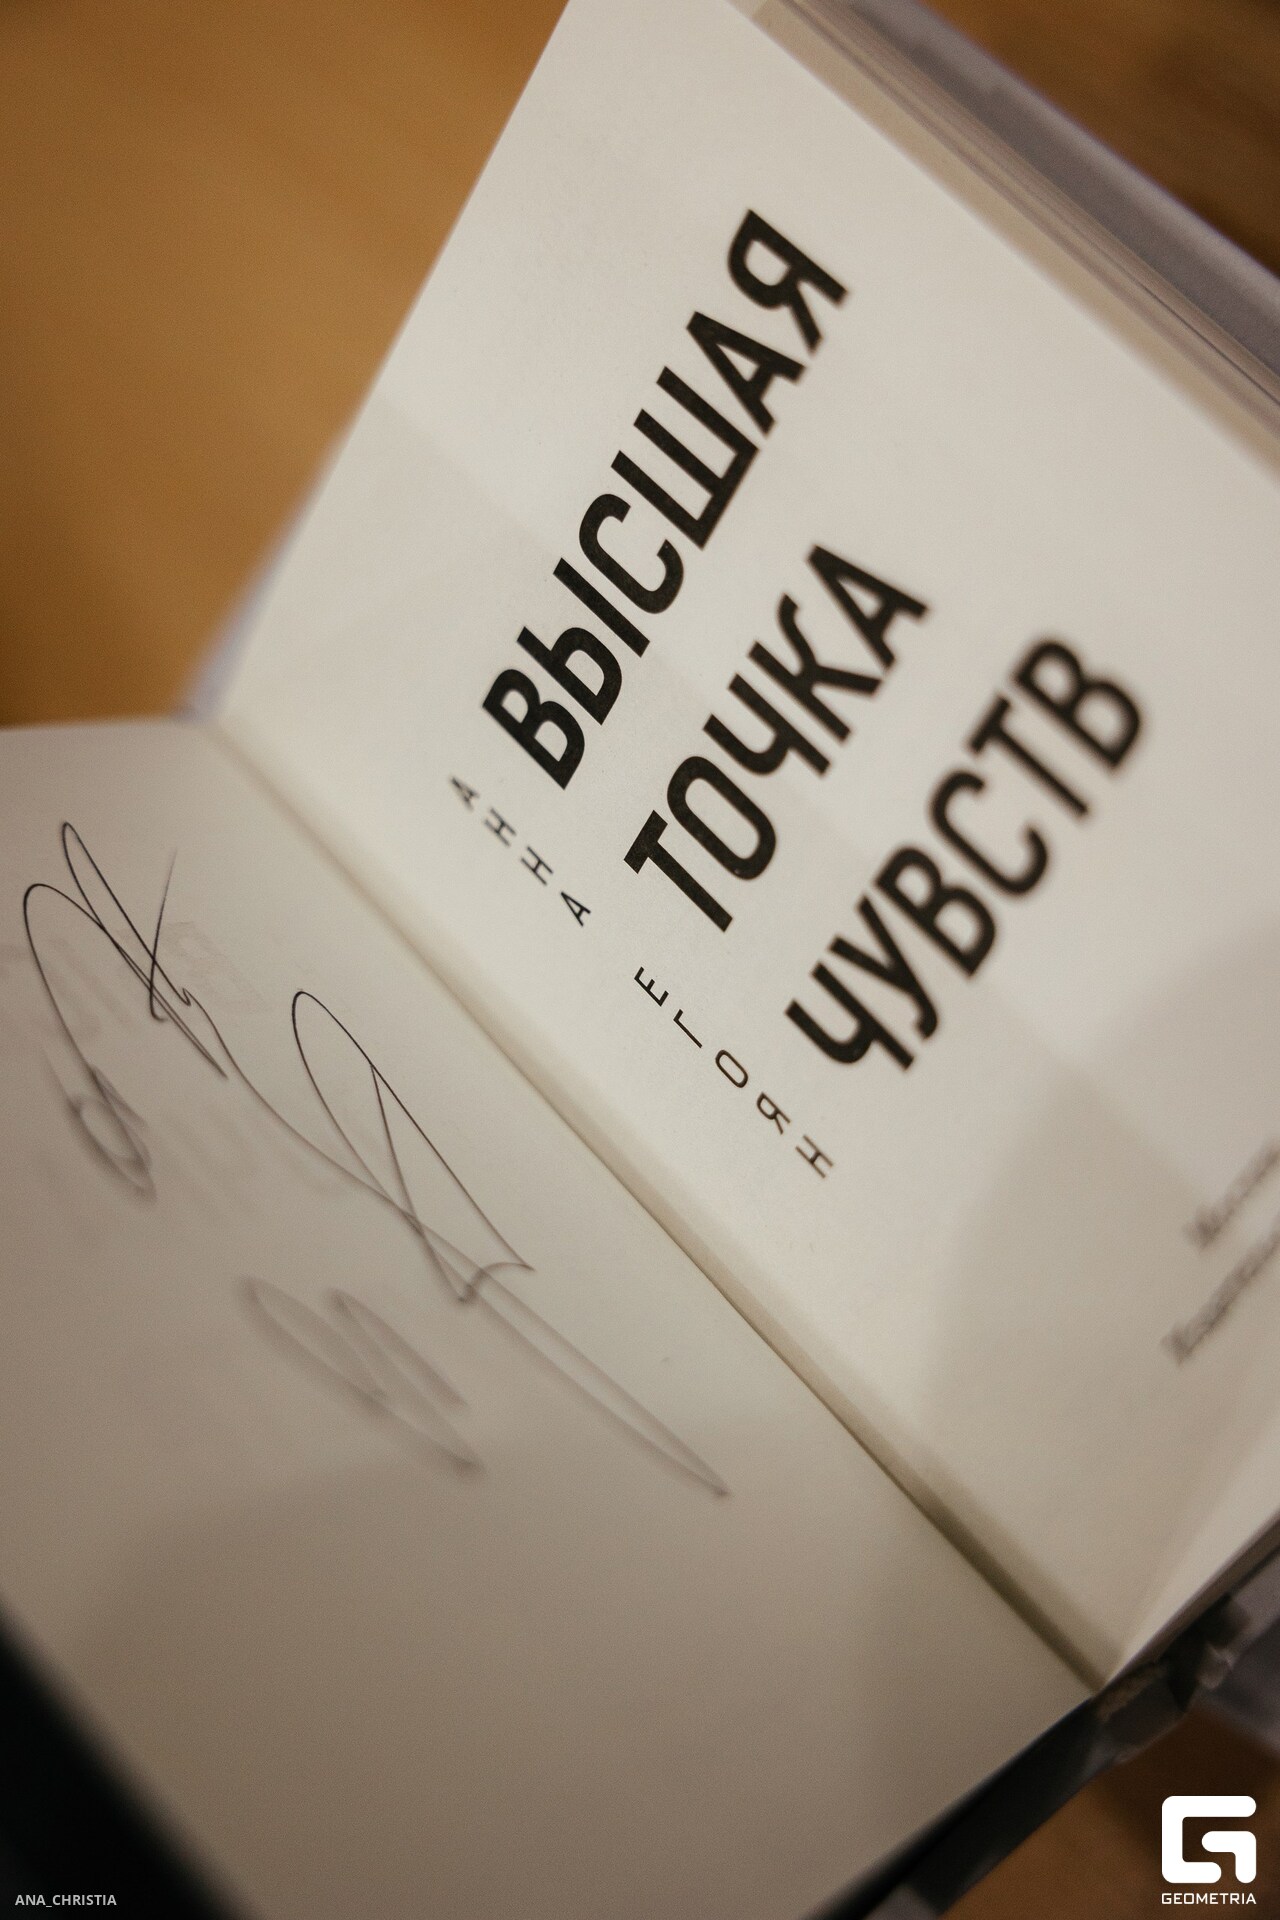 АННА ЕГОЯН
ВЫСШАЯ
ТОЧКА
ЧУВСТВ
ANA_CHRISTIA
GEOMETRIA